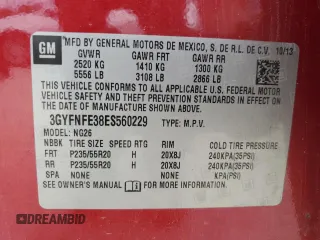 GM
MFD BY GENERAL MOTORS DE MEXICO, S. DE R.L. DE C.V. 10/13
GVWR GAWR FRT GAWR RR
2520 KG 1410 KG 1300 KG
5556 LB 3108 LB 2866 LB
THIS VEHICLE CONFORMS TO ALL APPLICABLE U.S. FEDERAL MOTOR
VEHICLE SAFETY AND THEFT PREVENTION STANDARDS IN EFFECT
ON THE DATE OF MANUFACTURE SHOWN ABOVE.
3GYFNFE38ES560229 TYPE: M.P.V.
MODEL: NG26
NBBK TIRE SIZE SPEED RTG RIM COLD TIRE PRESSURE
FRT P235/55R20 H 20X8J 240KPA(35PSI)
RR P235/55R20 H 20X8J 240KPA(35PSI)
SPA NONE NONE KPA(PSI)
SEE OWNER'S MANUAL FOR ADDITIONAL INFORMATION
DREAMBID